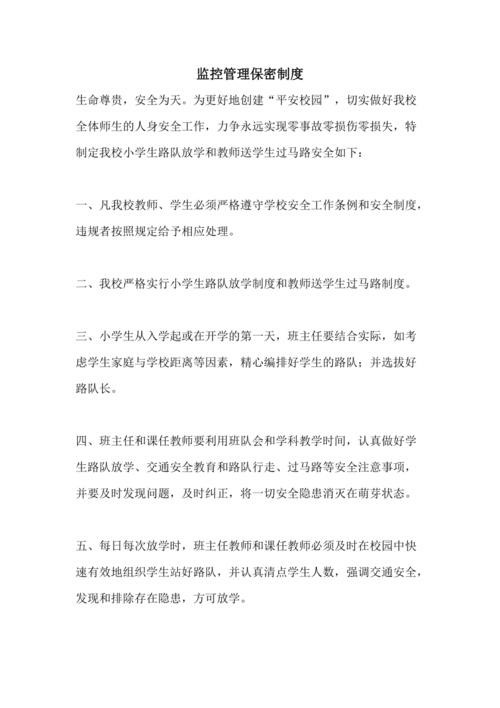 监控管理保密制度
生命尊贵，安全为天。为更好地创建“平安校园”，切实做好我校
全体师生的人身安全工作，力争永远实现零事故零损伤零损失，特
制定我校小学生路队放学和教师送学生过马路安全如下：
一、凡我校教师、学生必须严格遵守学校安全工作条例和安全制度，
违规者按照规定给予相应处理。
二、我校严格实行小学生路队放学制度和教师送学生过马路制度。
三、小学生从入学起或在开学的第一天，班主任要结合实际，如考
虑学生家庭与学校距离等因素，精心编排好学生的路队；并选拔好
路队长。
四、班主任和课任教师要利用班队会和学科教学时间，认真做好学
生路队放学、交通安全教育和路队行走、过马路等安全注意事项，
并要及时发现问题，及时纠正，将一切安全隐患消灭在萌芽状态。
五、每日每次放学时，班主任教师和课任教师必须及时在校园中快
速有效地组织学生站好路队，并认真清点学生人数，强调交通安全，
发现和排除存在隐患，方可放学。